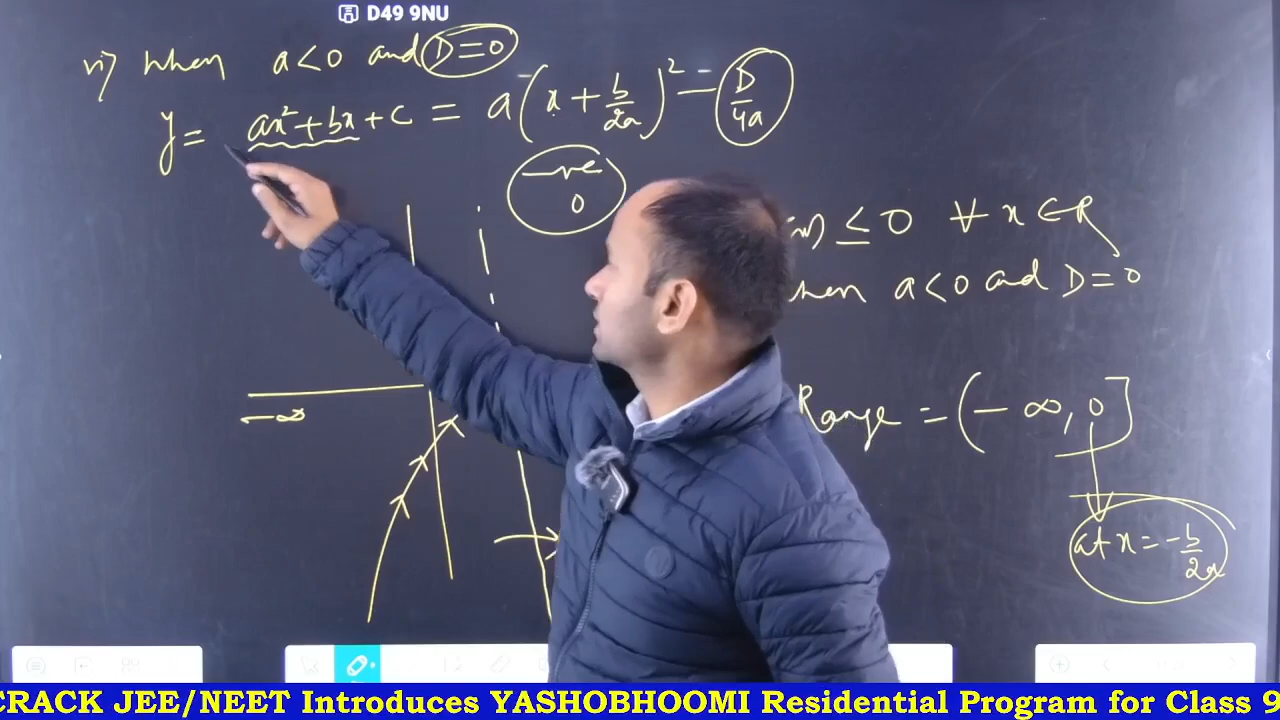 D49 9NU
vi) when a<0 and D=0
y = ax²+bx+c = a(x + b/2a)² - D/4a
-ve
0
≤ 0 ∀ x ∈ R
when a<0 and D=0
-∞
Range = (-∞, 0]
at x = -b/2a
CRACK JEE/NEET Introduces YASHOBHOOMI Residential Program for Class 9